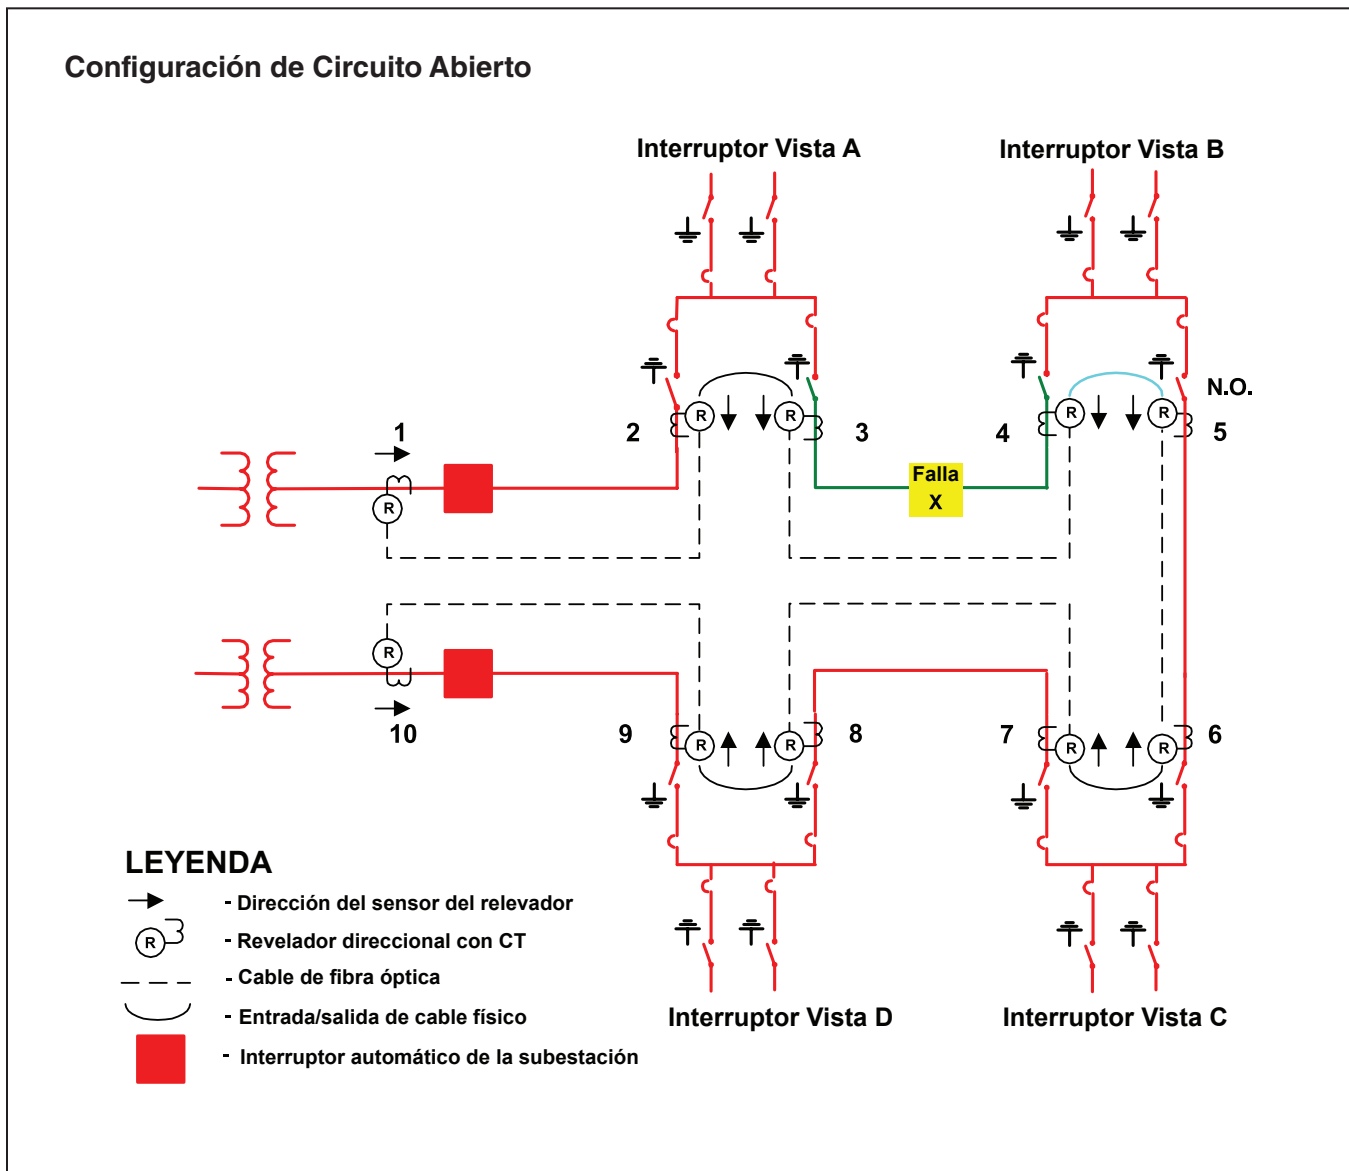 Configuración de Circuito Abierto
Interruptor Vista A
Interruptor Vista B
N.O.
1
2
R
R
3
4
R
R
5
Falla
X
R
R
10
9
R
R
8
7
R
R
6
LEYENDA
- Dirección del sensor del relevador
R
- Revelador direccional con CT
- Cable de fibra óptica
- Entrada/salida de cable físico
- Interruptor automático de la subestación
Interruptor Vista D
Interruptor Vista C